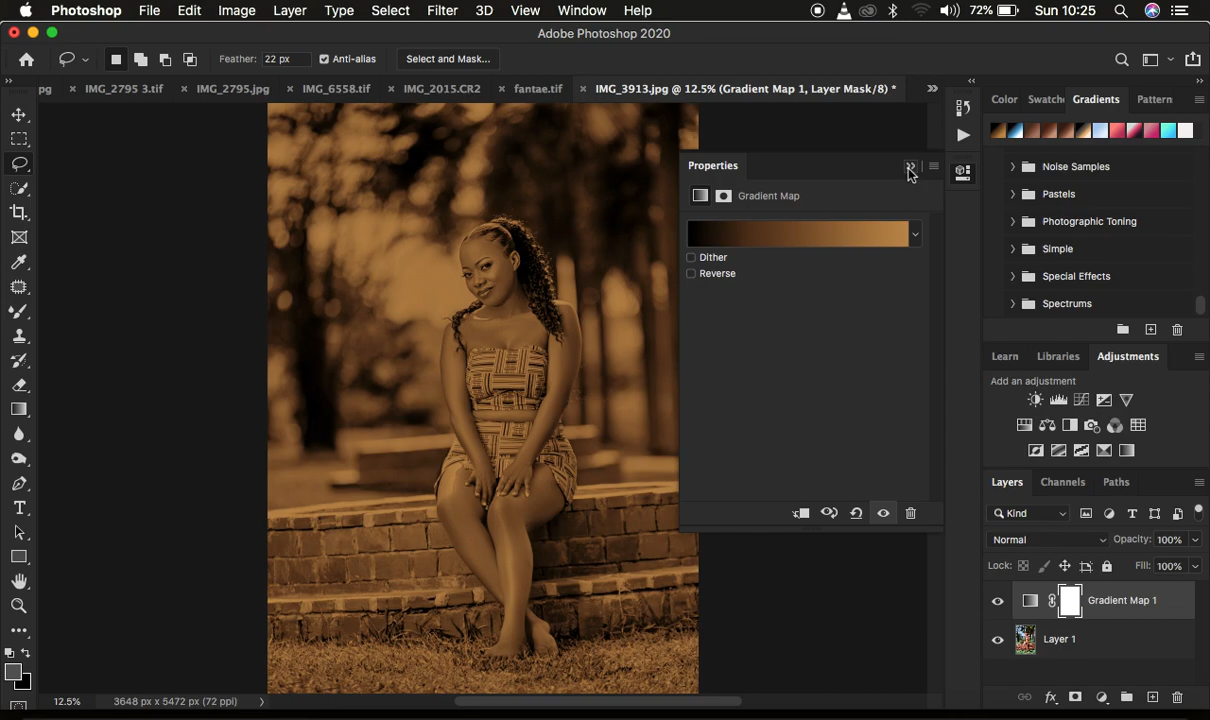 Photoshop File Edit Image Layer Type Select Filter 3D View Window Help 72% Sun 10:25
Adobe Photoshop 2020
Feather: 22 px Anti-alias Select and Mask...
pg IMG_2795 3.tif IMG_2795.jpg IMG_6558.tif IMG_2015.CR2 fantae.tif IMG_3913.jpg @ 12.5% (Gradient Map 1, Layer Mask/8) *
Color Swatche Gradients Pattern
Properties
Gradient Map
Dither
Reverse
Noise Samples
Pastels
Photographic Toning
Simple
Special Effects
Spectrums
Learn Libraries Adjustments
Add an adjustment
Layers Channels Paths
Kind
Normal Opacity: 100%
Lock: Fill: 100%
Gradient Map 1
Layer 1
12.5% 3648 px x 5472 px (72 ppi)